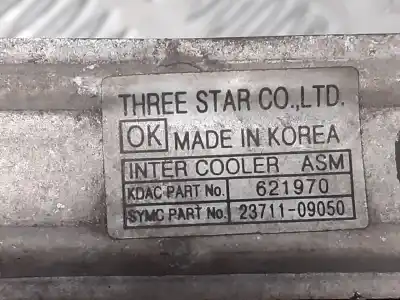 THREE STAR CO.,LTD.
OK MADE IN KOREA
INTER COOLER ASM
KDAC PART No. 621970
SYMC PART No. 23711-09050